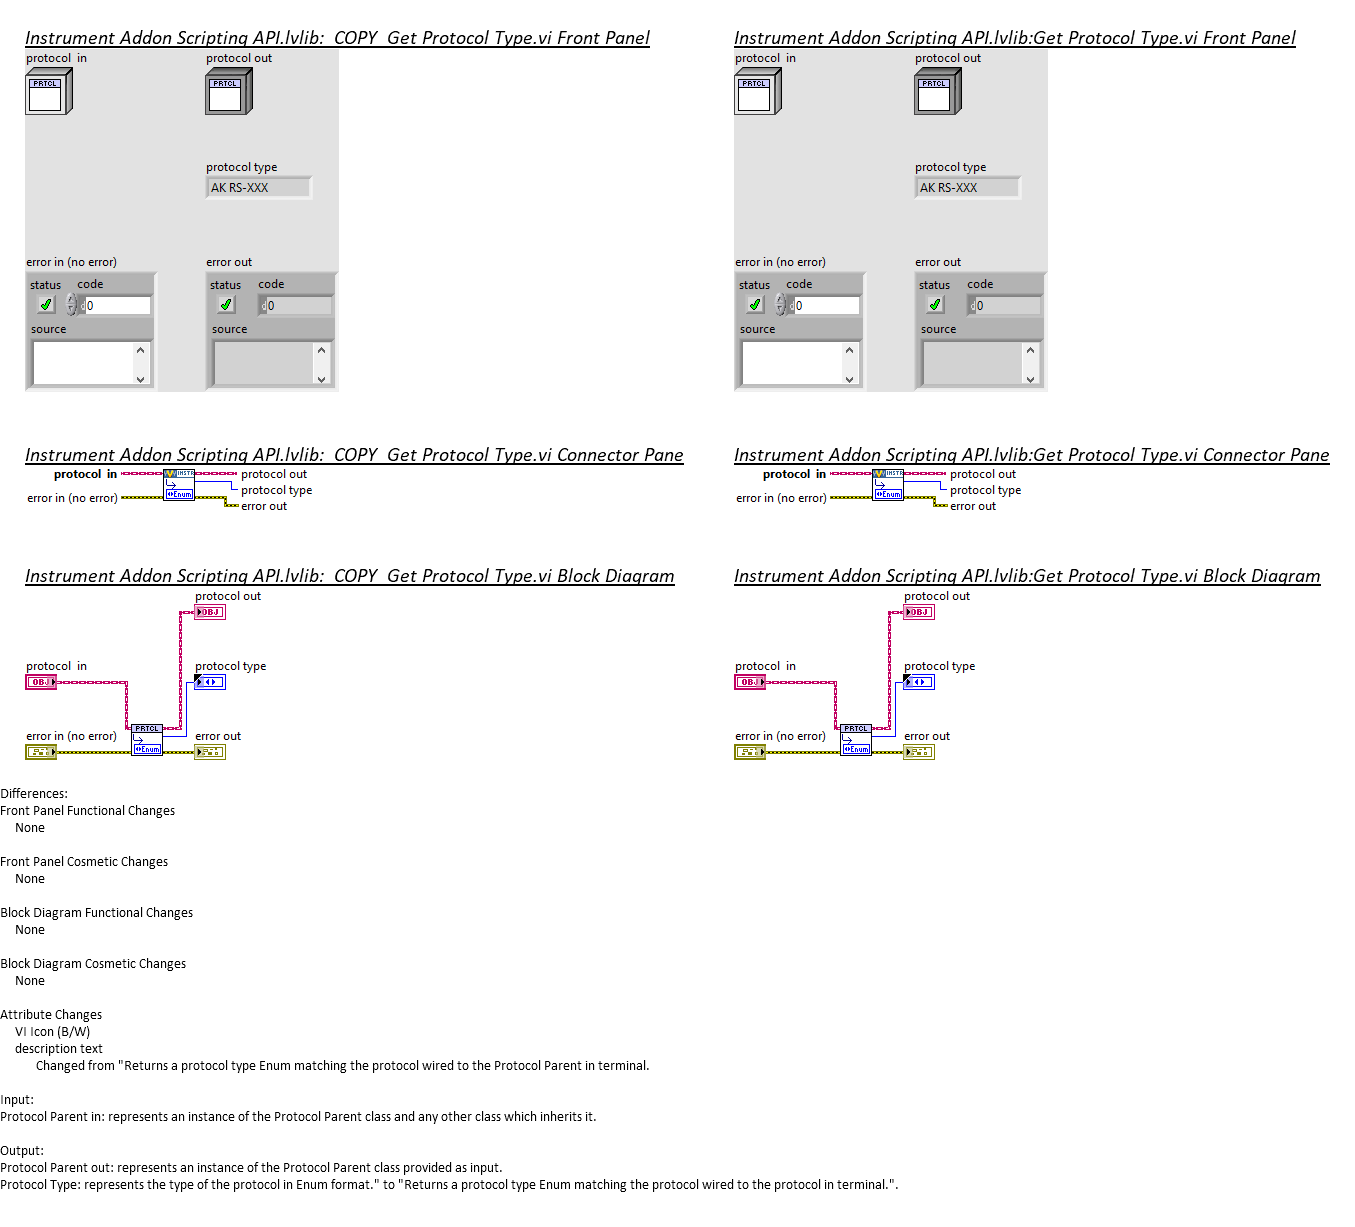 Instrument Addon Scripting API.lvlib:_COPY_Get Protocol Type.vi Front Panel
protocol in
protocol out
PRTCL
PRTCL
protocol type
AK RS-XXX
error in (no error)
error out
status code
status code
0
0
source
source
Instrument Addon Scripting API.lvlib:Get Protocol Type.vi Front Panel
protocol in
protocol out
PRTCL
PRTCL
protocol type
AK RS-XXX
error in (no error)
error out
status code
status code
0
0
source
source
Instrument Addon Scripting API.lvlib:_COPY_Get Protocol Type.vi Connector Pane
protocol in
INSTR
protocol out
protocol type
Enum
error in (no error)
error out
Instrument Addon Scripting API.lvlib:Get Protocol Type.vi Connector Pane
protocol in
INSTR
protocol out
protocol type
Enum
error in (no error)
error out
Instrument Addon Scripting API.lvlib:_COPY_Get Protocol Type.vi Block Diagram
protocol out
OBJ
protocol in
protocol type
OBJ
PRTCL
error in (no error)
error out
Enum
Instrument Addon Scripting API.lvlib:Get Protocol Type.vi Block Diagram
protocol out
OBJ
protocol in
protocol type
OBJ
PRTCL
error in (no error)
error out
Enum
Differences:
Front Panel Functional Changes
None
Front Panel Cosmetic Changes
None
Block Diagram Functional Changes
None
Block Diagram Cosmetic Changes
None
Attribute Changes
VI Icon (B/W)
description text
Changed from "Returns a protocol type Enum matching the protocol wired to the Protocol Parent in terminal.
Input:
Protocol Parent in: represents an instance of the Protocol Parent class and any other class which inherits it.
Output:
Protocol Parent out: represents an instance of the Protocol Parent class provided as input.
Protocol Type: represents the type of the protocol in Enum format." to "Returns a protocol type Enum matching the protocol wired to the protocol in terminal.".